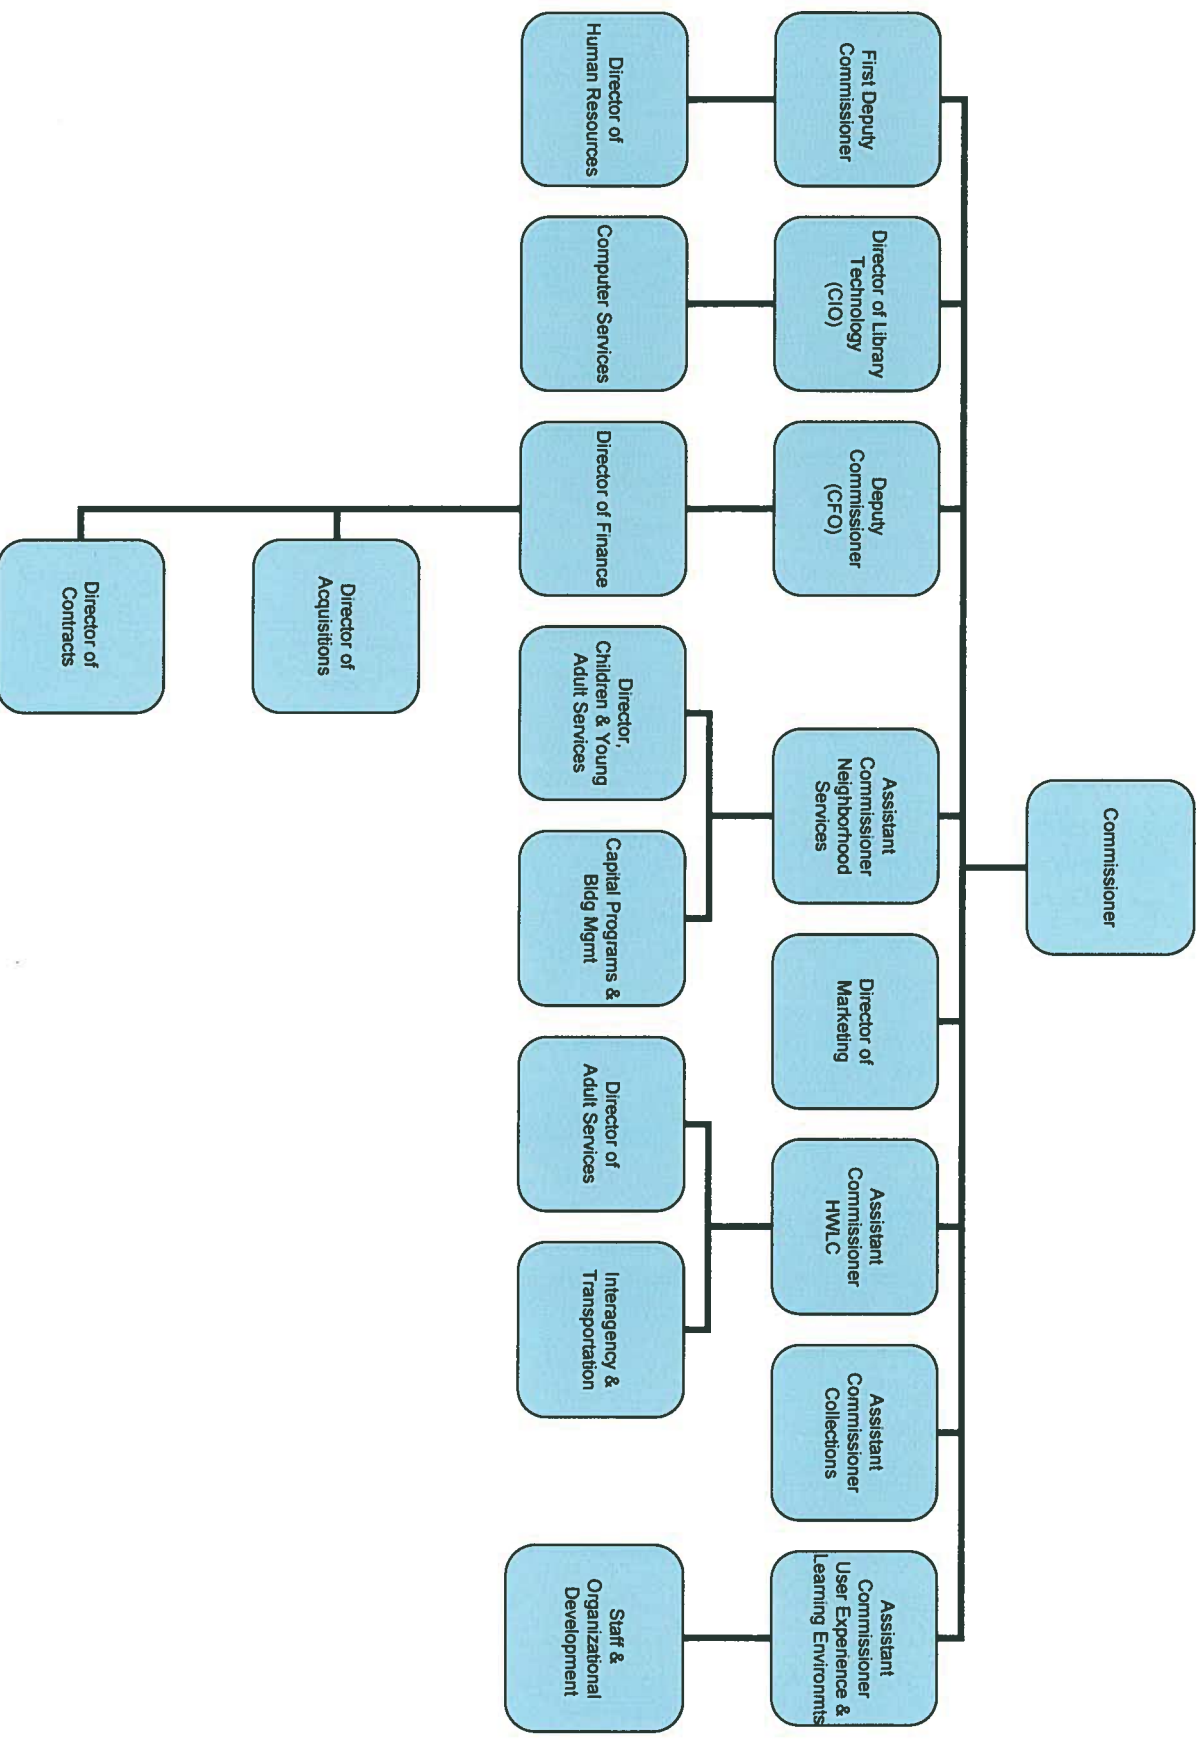 Commissioner
First Deputy
Commissioner
Director of Library
Technology
(CIO)
Deputy
Commissioner
(CFO)
Assistant
Commissioner
Neighborhood
Services
Director of
Marketing
Assistant
Commissioner
HWLC
Assistant
Commissioner
Collections
Assistant
Commissioner
User Experience &
Learning Environmts
Director of
Human Resources
Computer Services
Director of Finance
Director,
Children & Young
Adult Services
Capital Programs &
Bldg Mgmt
Director of
Adult Services
Interagency &
Transportation
Staff &
Organizational
Development
Director of
Acquisitions
Director of
Contracts